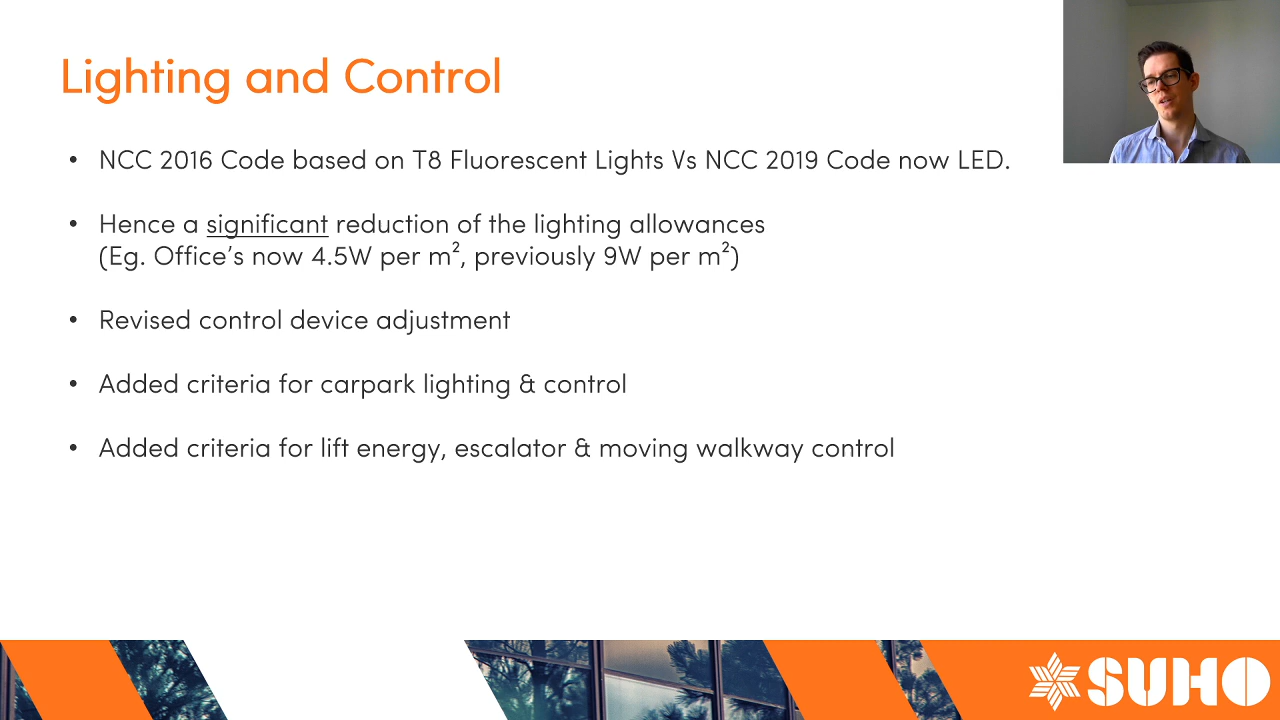 Lighting and Control
• NCC 2016 Code based on T8 Fluorescent Lights Vs NCC 2019 Code now LED.
• Hence a significant reduction of the lighting allowances
(Eg. Office's now 4.5W per m², previously 9W per m²)
• Revised control device adjustment
• Added criteria for carpark lighting & control
• Added criteria for lift energy, escalator & moving walkway control
SUHO